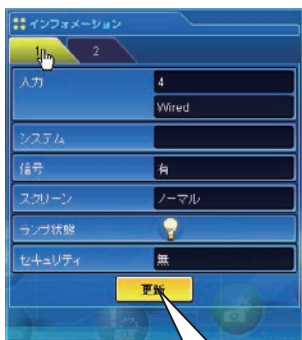 インフォメーション
1 2
入力 4
Wired
システム
信号 有
スクリーン ノーマル
ランプ状態
セキュリティ 無
更新